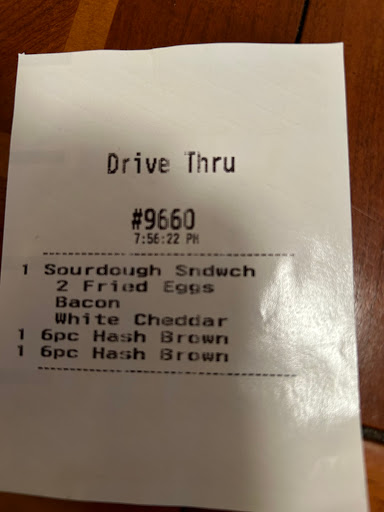 Drive Thru
#9660
7:56:22 PM
1 Sourdough Sndwch
2 Fried Eggs
Bacon
White Cheddar
1 6pc Hash Brown
1 6pc Hash Brown